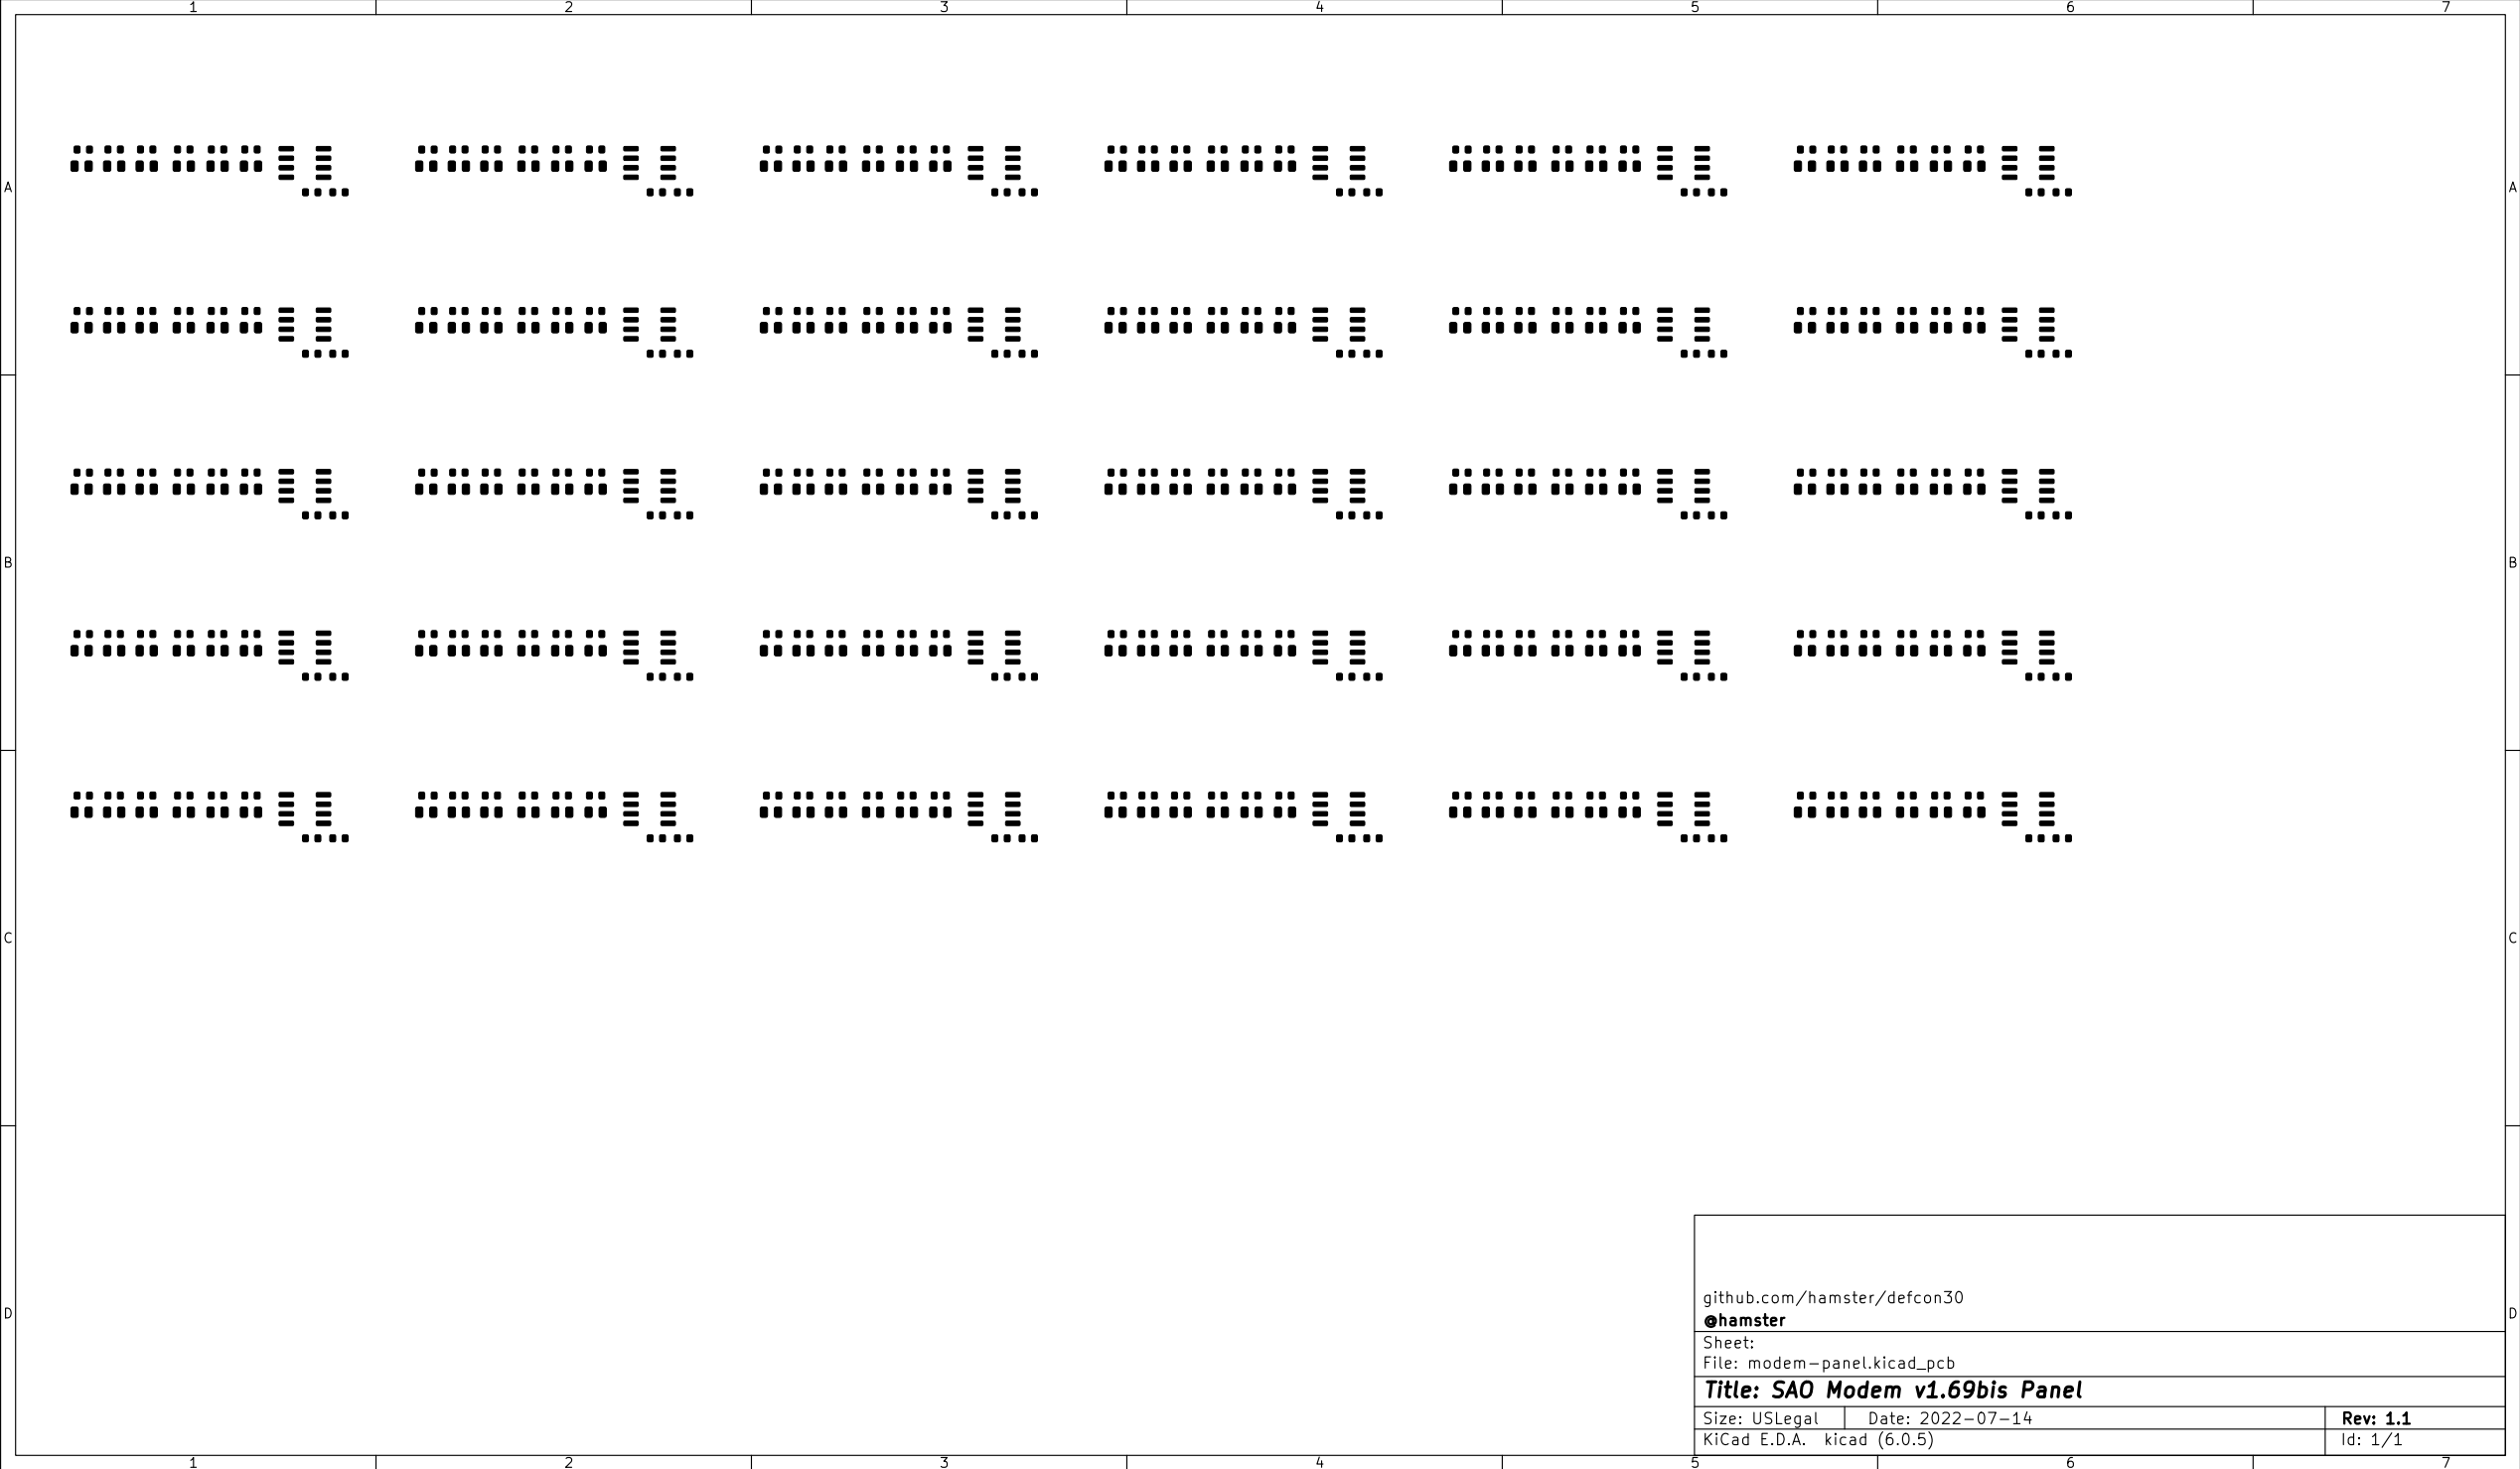 1 2 3 4 5 6 7
A A
B B
C C
github.com/hamster/defcon30
D D
@hamster
Sheet:
File: modem-panel.kicad_pcb
Title: SAO Modem v1.69bis Panel
Size: USLegal Date: 2022-07-14 Rev: 1.1
KiCad E.D.A. kicad (6.0.5) Id: 1/1
1 2 3 4 5 6 7